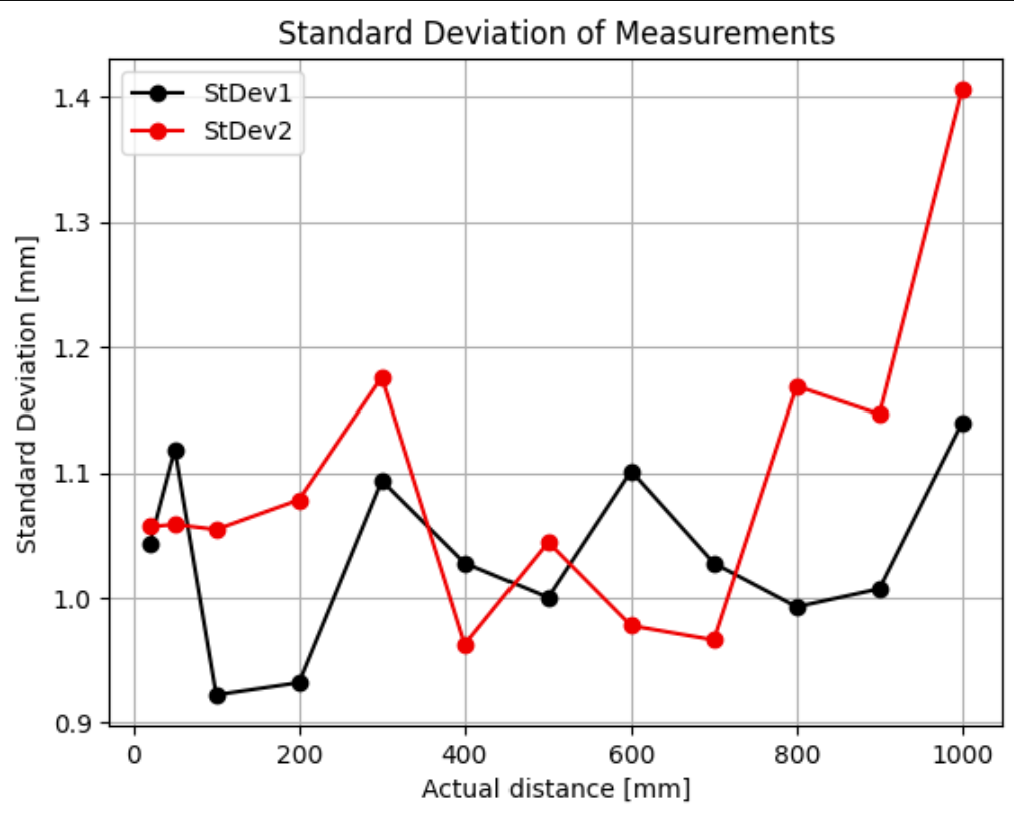 Standard Deviation of Measurements
StDev1
StDev2
Standard Deviation [mm]
1.4
1.3
1.2
1.1
1.0
0.9
0 200 400 600 800 1000
Actual distance [mm]